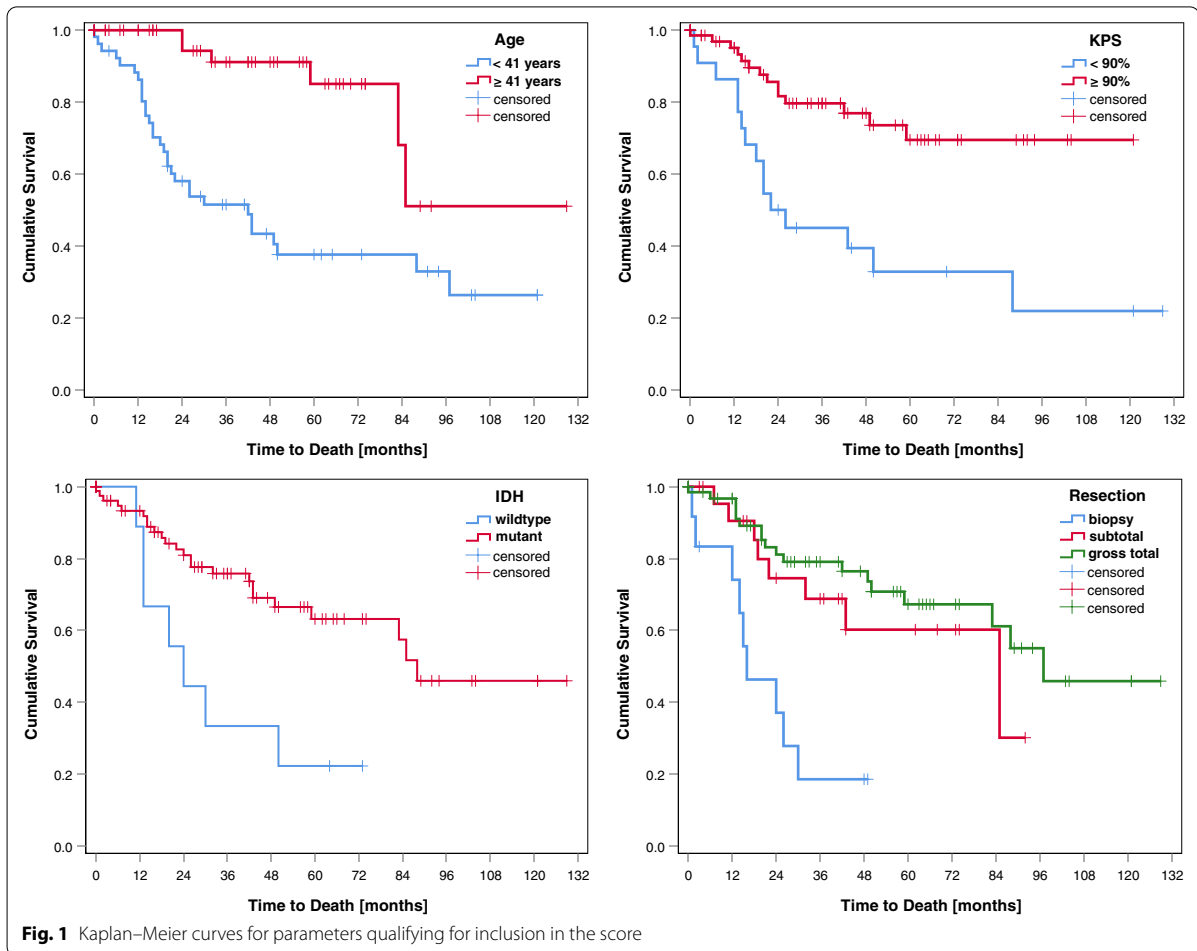 Age
< 41 years
≥ 41 years
censored
censored
1.0
0.8
0.6
0.4
0.2
0.0
Cumulative Survival
0 12 24 36 48 60 72 84 96 108 120 132
Time to Death [months]
KPS
< 90%
≥ 90%
censored
censored
1.0
0.8
0.6
0.4
0.2
0.0
Cumulative Survival
0 12 24 36 48 60 72 84 96 108 120 132
Time to Death [months]
IDH
wildtype
mutant
censored
censored
1.0
0.8
0.6
0.4
0.2
0.0
Cumulative Survival
0 12 24 36 48 60 72 84 96 108 120 132
Time to Death [months]
Resection
biopsy
subtotal
gross total
censored
censored
censored
1.0
0.8
0.6
0.4
0.2
0.0
Cumulative Survival
0 12 24 36 48 60 72 84 96 108 120 132
Time to Death [months]
Fig. 1 Kaplan–Meier curves for parameters qualifying for inclusion in the score